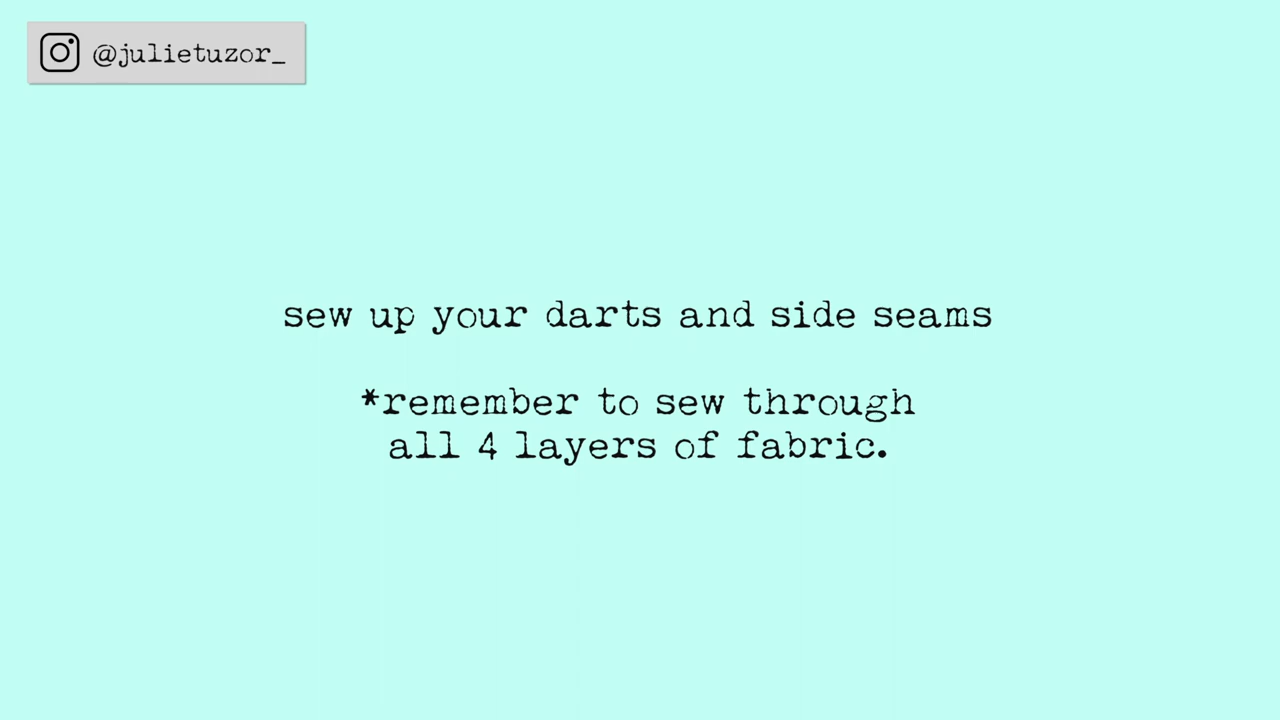 @julietuzor_
sew up your darts and side seams
*remember to sew through
all 4 layers of fabric.